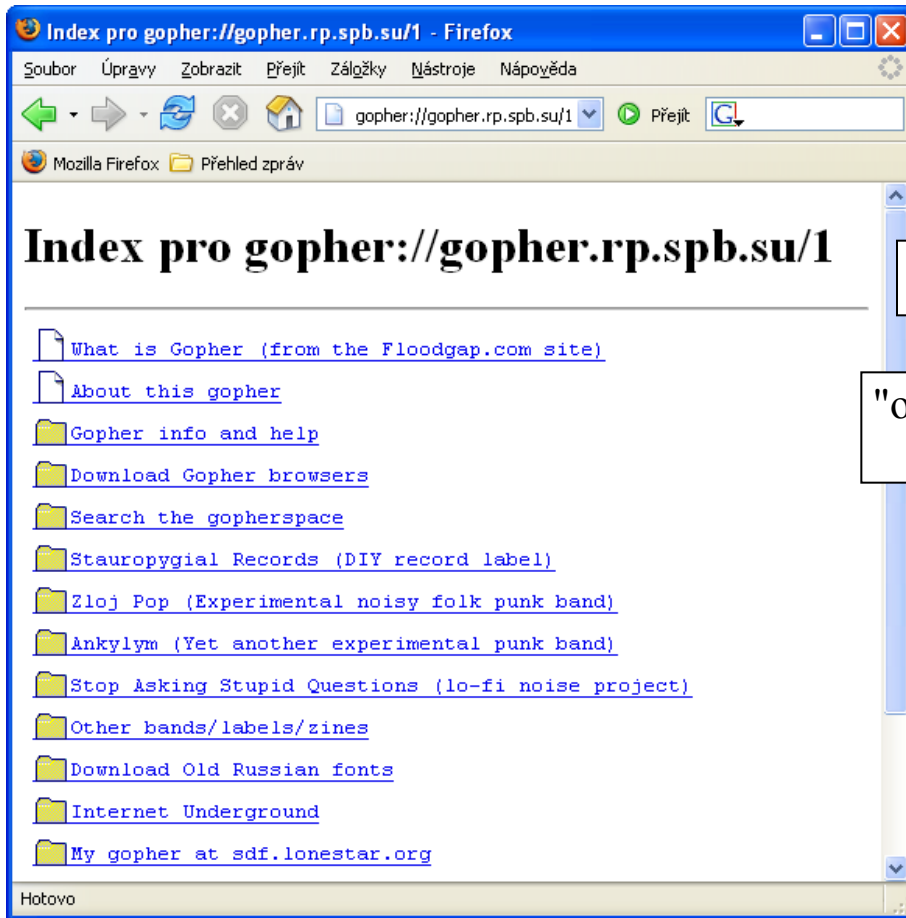 Index pro gopher://gopher.rp.spb.su/1 - Firefox
Soubor Úpravy Zobrazit Přejít Záložky Nástroje Nápověda
gopher://gopher.rp.spb.su/1 Přejít G
Mozilla Firefox Přehled zpráv
Index pro gopher://gopher.rp.spb.su/1
What is Gopher (from the Floodgap.com site)
About this gopher
Gopher info and help
Download Gopher browsers
Search the gopherspace
Stauropygial Records (DIY record label)
Zloj Pop (Experimental noisy folk punk band)
Ankylym (Yet another experimental punk band)
Stop Asking Stupid Questions (lo-fi noise project)
Other bands/labels/zines
Download Old Russian fonts
Internet Underground
My gopher at sdf.lonestar.org
Hotovo